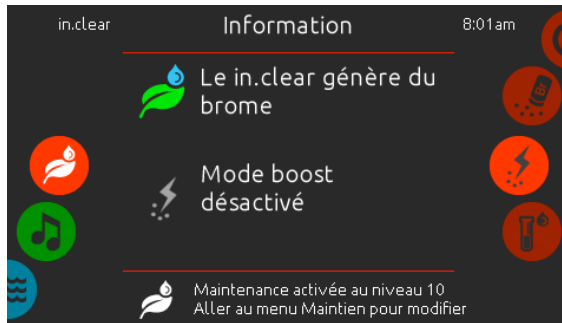 in.clear
Information
8:01am
Le in.clear génère du
brome
Br
Mode boost
désactivé
Maintenance activée au niveau 10
Aller au menu Maintien pour modifier